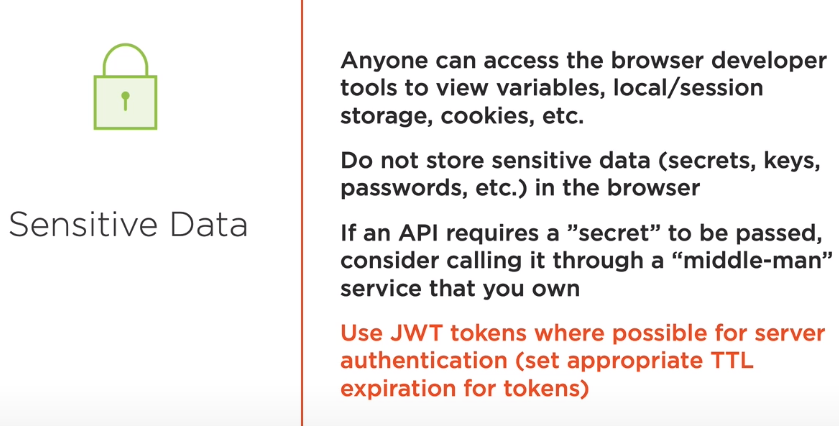 Sensitive Data
Anyone can access the browser developer
tools to view variables, local/session
storage, cookies, etc.
Do not store sensitive data (secrets, keys,
passwords, etc.) in the browser
If an API requires a ”secret” to be passed,
consider calling it through a “middle-man”
service that you own
Use JWT tokens where possible for server
authentication (set appropriate TTL
expiration for tokens)